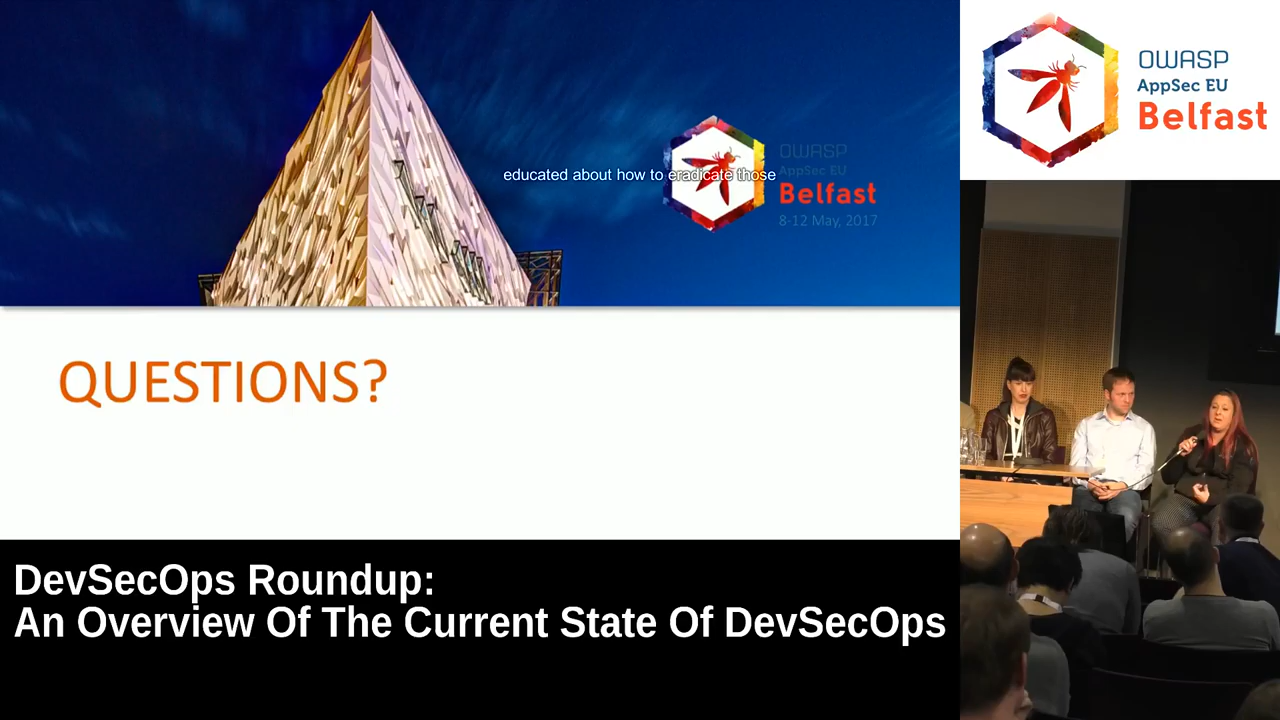 OWASP
AppSec EU
Belfast
8-12 May, 2017
educated about how to eradicate those
QUESTIONS?
DevSecOps Roundup:
An Overview Of The Current State Of DevSecOps
OWASP
AppSec EU
Belfast